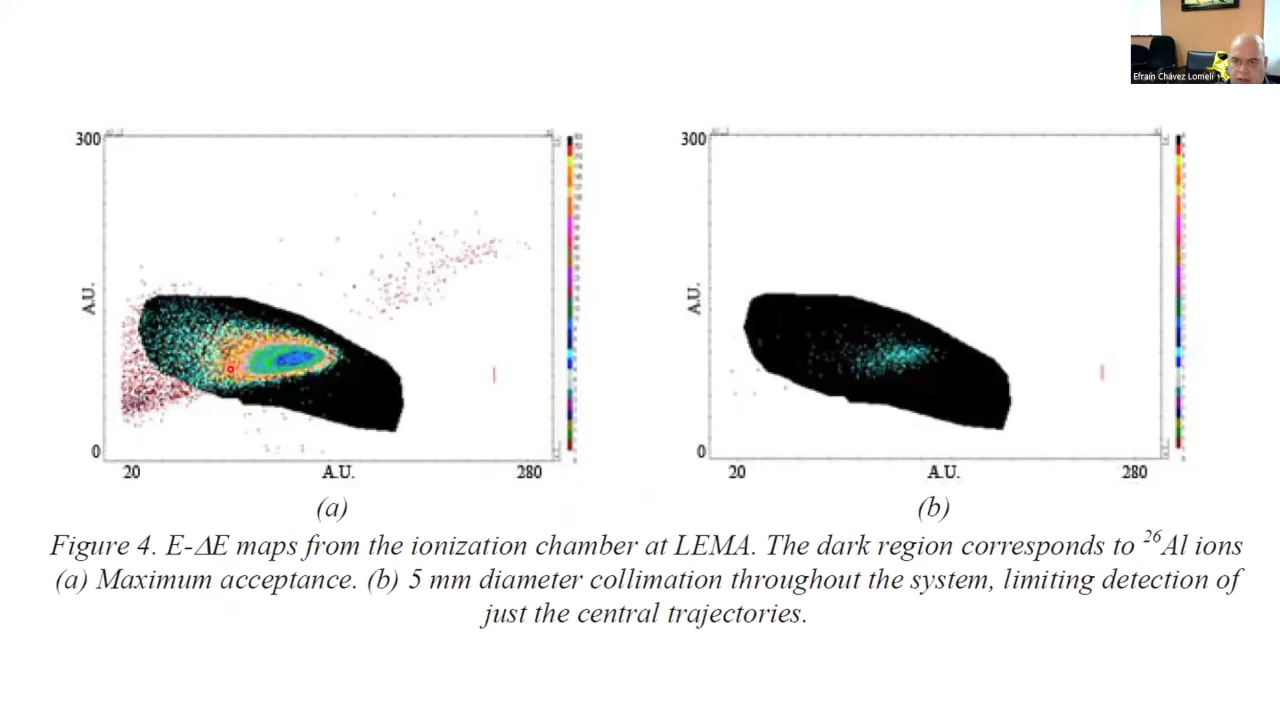 Efraín Chávez Lomelí
300
A.U.
0
20
A.U.
280
(a)
300
A.U.
0
20
A.U.
280
(b)
Figure 4. E-ΔE maps from the ionization chamber at LEMA. The dark region corresponds to ²⁶Al ions
(a) Maximum acceptance. (b) 5 mm diameter collimation throughout the system, limiting detection of
just the central trajectories.